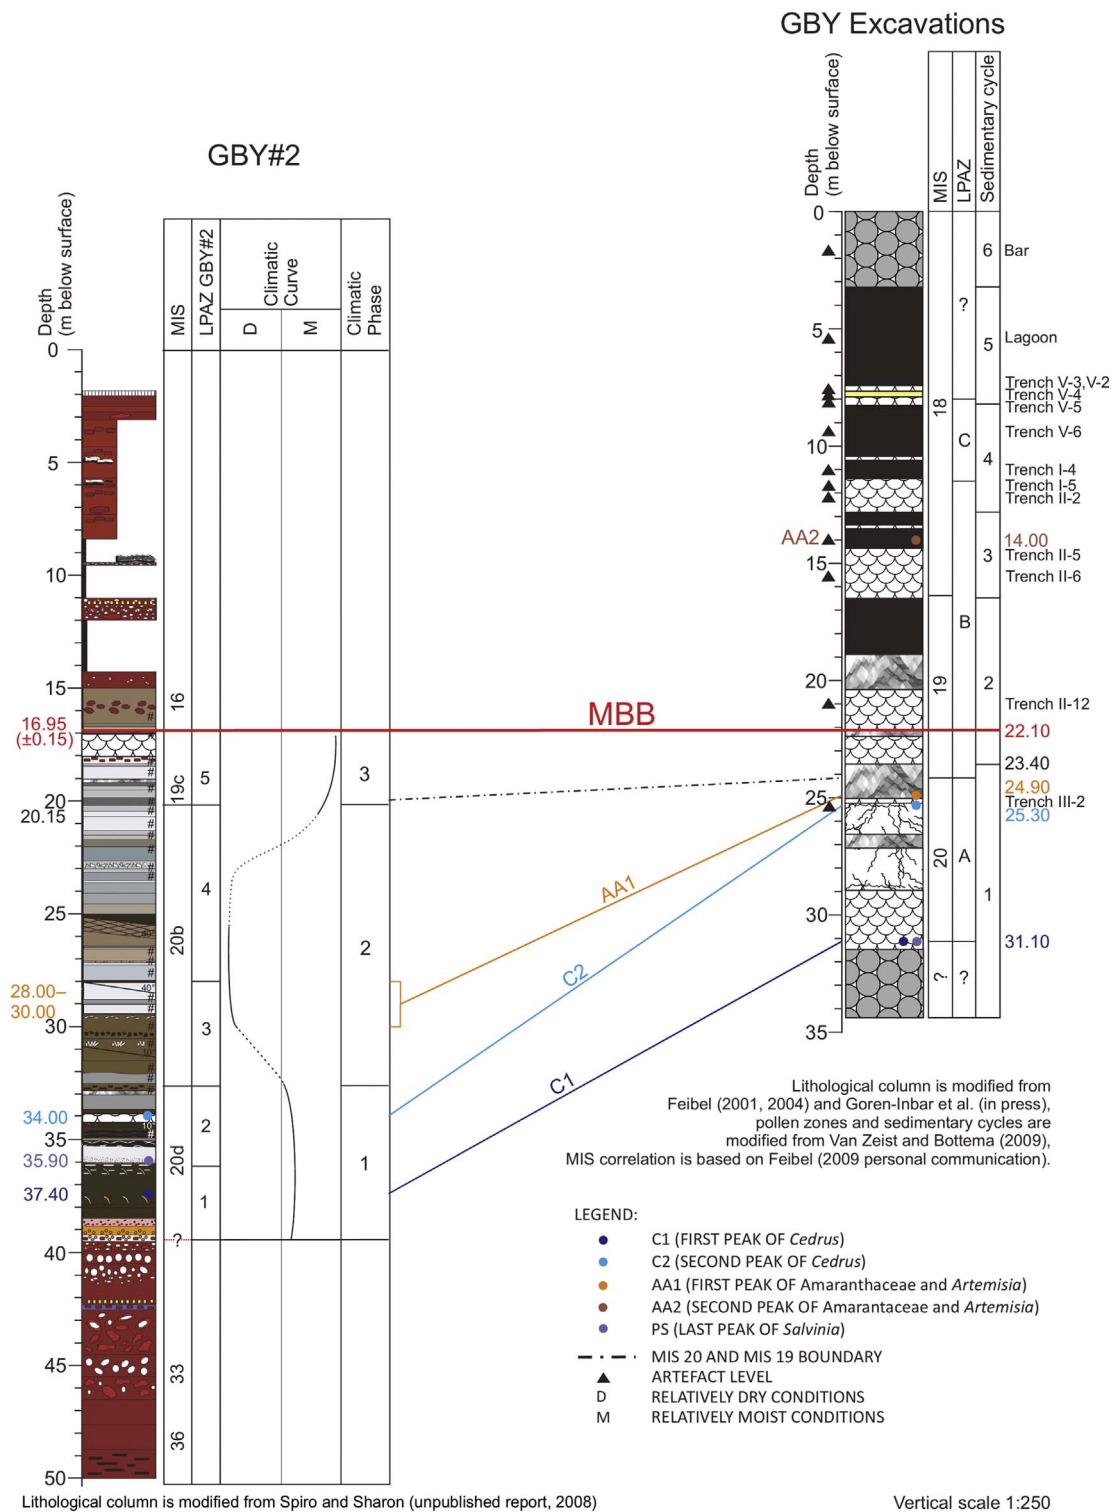 GBY Excavations
GBY#2
Depth
(m below surface)
MIS
LPAZ GBY#2
Climatic
Curve
D
M
Climatic
Phase
0
5
10
15
16.95
(±0.15)
20
20.15
25
28.00–
30.00
30
34.00
35
35.90
37.40
40
45
50
16
19c
20b
20d
?
33
36
5
4
3
2
1
3
2
1
#
40°
10°
MBB
AA1
C2
C1
Depth
(m below surface)
MIS
LPAZ
Sedimentary cycle
0
5
10
AA2
15
20
25
30
35
18
19
20
?
?
C
B
A
?
6
5
4
3
2
1
Bar
Lagoon
Trench V-3,V-2
Trench V-4
Trench V-5
Trench V-6
Trench I-4
Trench I-5
Trench II-2
14.00
Trench II-5
Trench II-6
Trench II-12
22.10
23.40
24.90
Trench III-2
25.30
31.10
Lithological column is modified from
Feibel (2001, 2004) and Goren-Inbar et al. (in press),
pollen zones and sedimentary cycles are
modified from Van Zeist and Bottema (2009),
MIS correlation is based on Feibel (2009 personal communication).
LEGEND:
C1 (FIRST PEAK OF Cedrus)
C2 (SECOND PEAK OF Cedrus)
AA1 (FIRST PEAK OF Amaranthaceae and Artemisia)
AA2 (SECOND PEAK OF Amarantaceae and Artemisia)
PS (LAST PEAK OF Salvinia)
MIS 20 AND MIS 19 BOUNDARY
ARTEFACT LEVEL
D RELATIVELY DRY CONDITIONS
M RELATIVELY MOIST CONDITIONS
Lithological column is modified from Spiro and Sharon (unpublished report, 2008)
Vertical scale 1:250